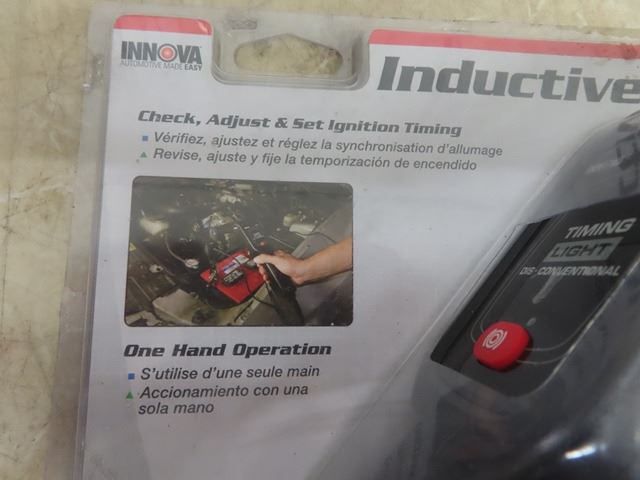 INNOVA
AUTOMOTIVE MADE EASY
Inductive
Check, Adjust & Set Ignition Timing
Vérifiez, ajustez et réglez la synchronisation d'allumage
Revise, ajuste y fije la temporización de encendido
TIMING
LIGHT
DIS-CONVENTIONAL
One Hand Operation
S'utilise d'une seule main
Accionamiento con una
sola mano